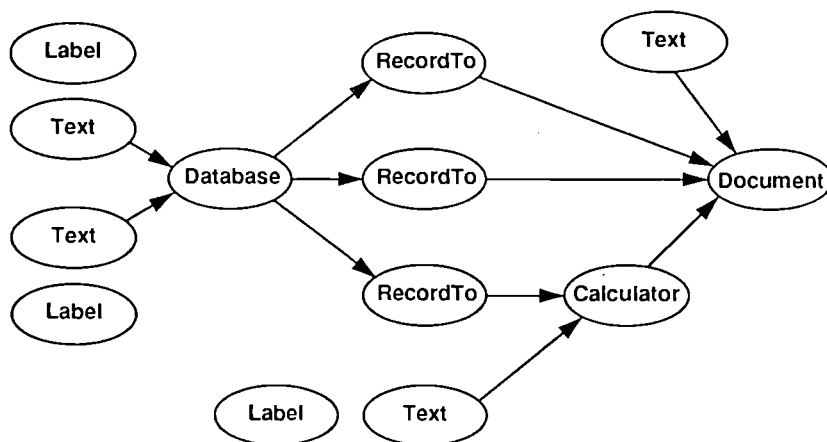 Label
Text
RecordTo
Text
Database
RecordTo
Document
Text
Label
RecordTo
Calculator
Label
Text